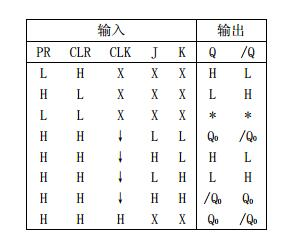 输入 输出
PR CLR CLK J K Q /Q
L H X X X H L
H L X X X L H
L L X X X * *
H H ↓ L L Q₀ /Q₀
H H ↓ H L H L
H H ↓ L H L H
H H ↓ H H /Q₀ Q₀
H H H X X Q₀ /Q₀